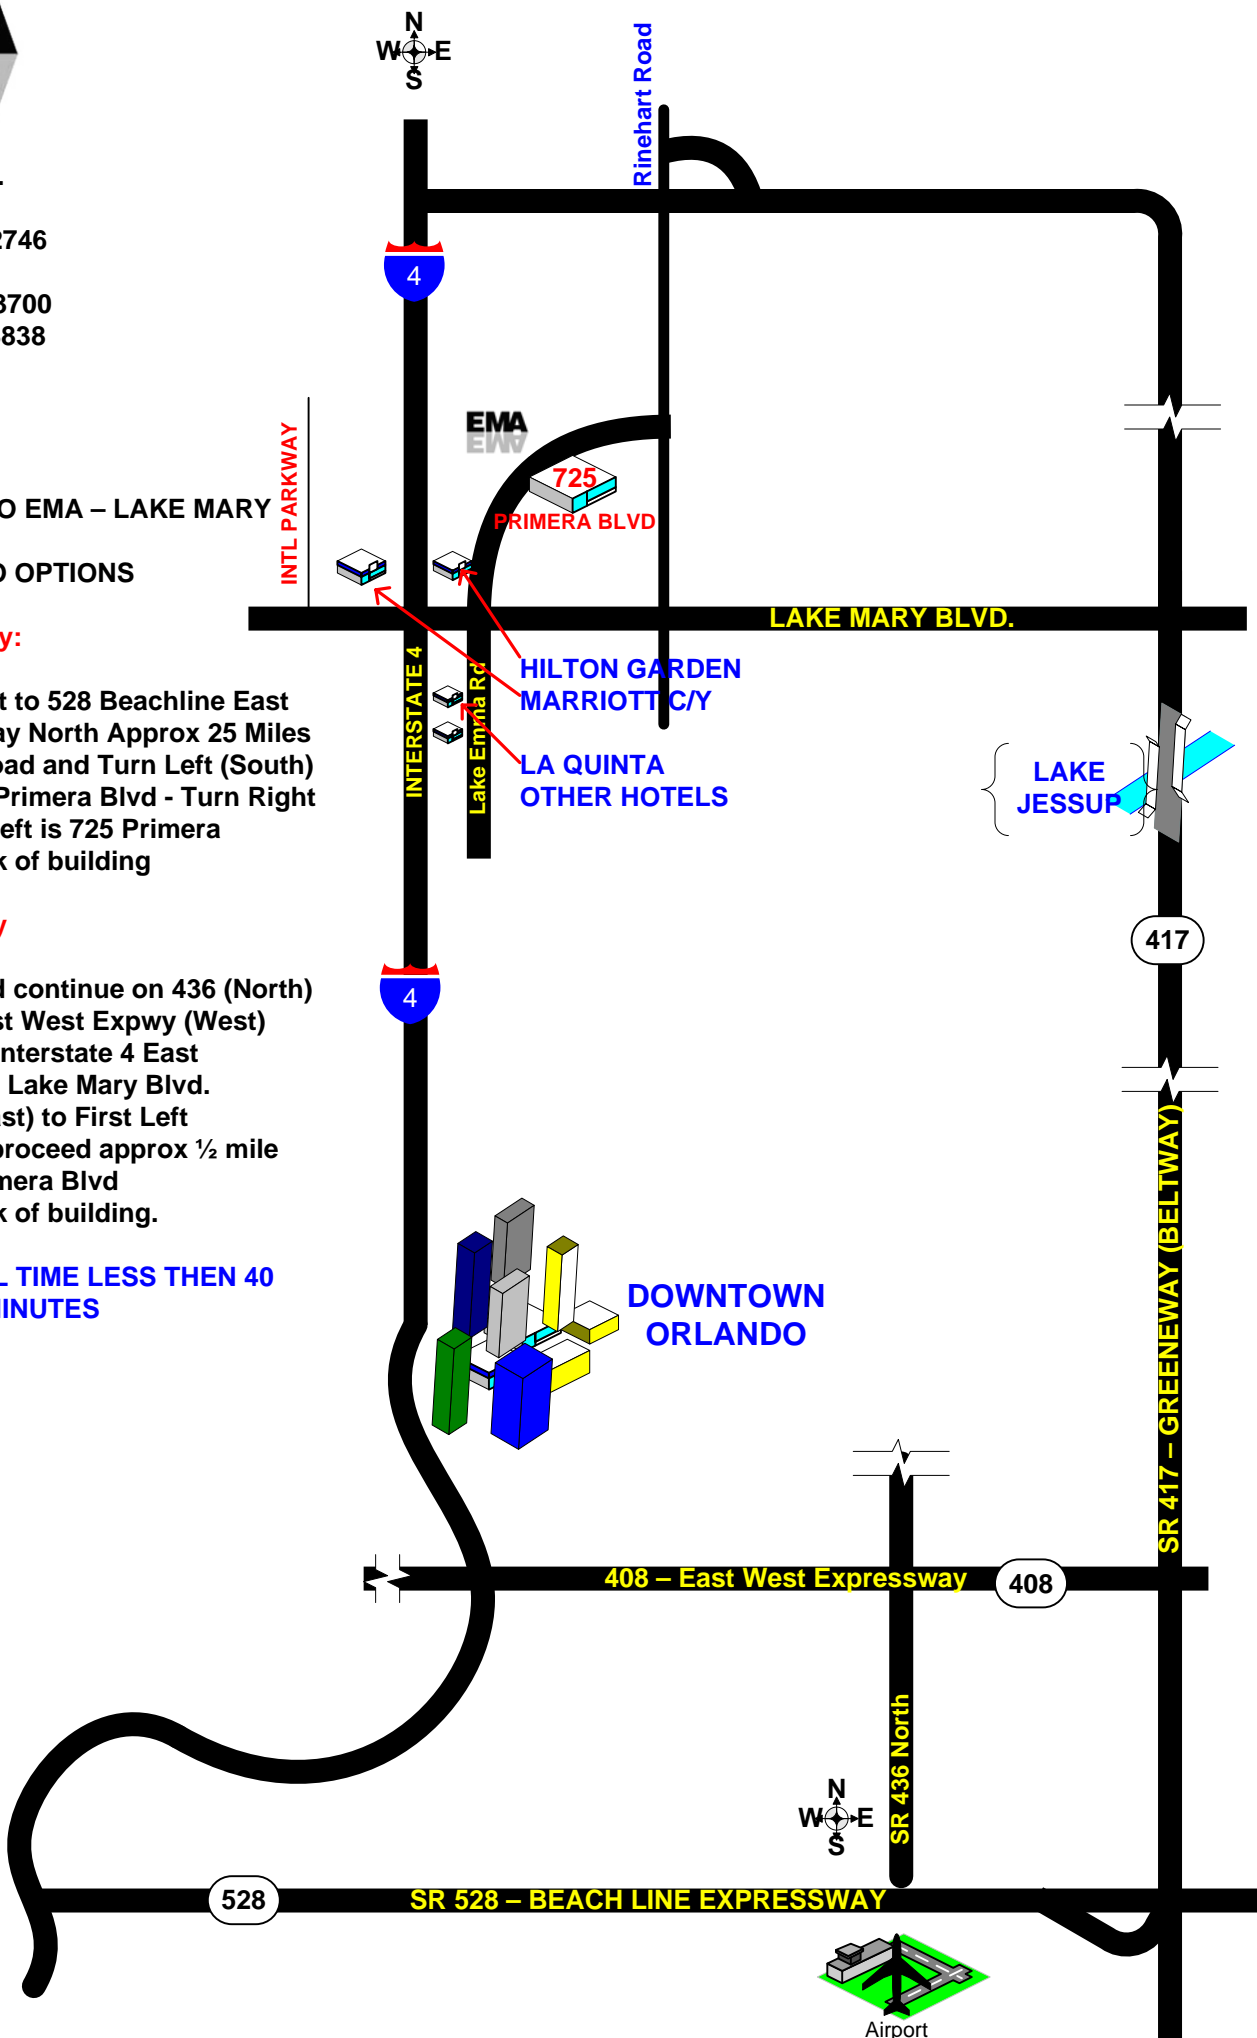 N
W E
S
Rinehart Road
.
2746
3700
838
4
EMA
INTL PARKWAY
725
PRIMERA BLVD
O EMA – LAKE MARY
O OPTIONS
y:
LAKE MARY BLVD.
INTERSTATE 4
Lake Emma Rd
HILTON GARDEN
MARRIOTT C/Y
LA QUINTA
OTHER HOTELS
t to 528 Beachline East
ay North Approx 25 Miles
oad and Turn Left (South)
Primera Blvd - Turn Right
eft is 725 Primera
k of building
LAKE
JESSUP
417
y
d continue on 436 (North)
st West Expwy (West)
nterstate 4 East
Lake Mary Blvd.
ast) to First Left
proceed approx ½ mile
mera Blvd
k of building.
4
L TIME LESS THEN 40
MINUTES
DOWNTOWN
ORLANDO
SR 417 – GREENEWAY (BELTWAY)
408 – East West Expressway
408
SR 436 North
N
W E
S
528
SR 528 – BEACH LINE EXPRESSWAY
Airport